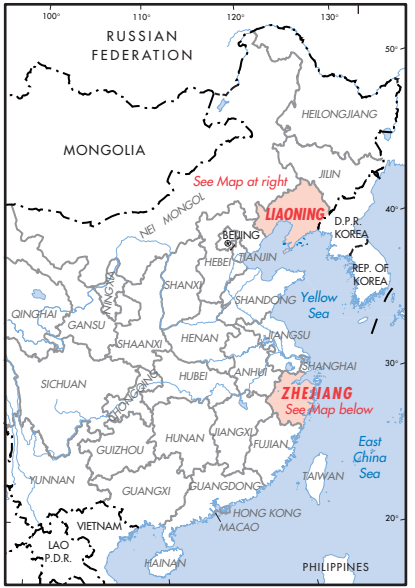 100°
110°
120°
130°
RUSSIAN
FEDERATION
50°
HEILONGJIANG
MONGOLIA
JILIN
See Map at right
NEI MONGOL
LIAONING
40°
D.P.R.
KOREA
BEIJING
TIANJIN
HEBEI
REP. OF
KOREA
NINGXIA
SHANXI
SHANDONG
Yellow
Sea
QINGHAI
GANSU
SHAANXI
HENAN
JIANGSU
30°
SHANGHAI
SICHUAN
CHONGQING
HUBEI
ANHUI
ZHEJIANG
See Map below
HUNAN
JIANGXI
FUJIAN
GUIZHOU
East
China
Sea
YUNNAN
GUANGXI
GUANGDONG
TAIWAN
HONG KONG
MACAO
20°
VIETNAM
LAO
P.D.R.
HAINAN
PHILIPPINES